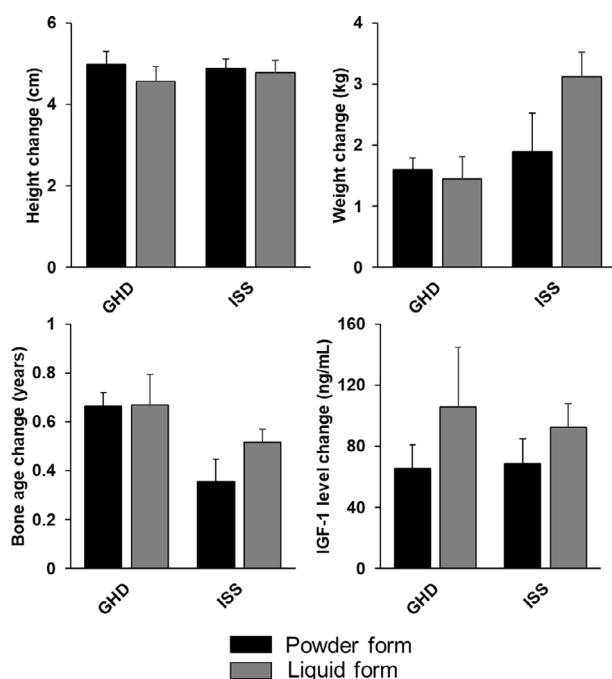 Height change (cm)
6
4
2
0
GHD
ISS
Weight change (kg)
4
3
2
1
0
GHD
ISS
Bone age change (years)
1
0.8
0.6
0.4
0.2
0
GHD
ISS
IGF-1 level change (ng/mL)
160
120
80
40
0
GHD
ISS
Powder form
Liquid form